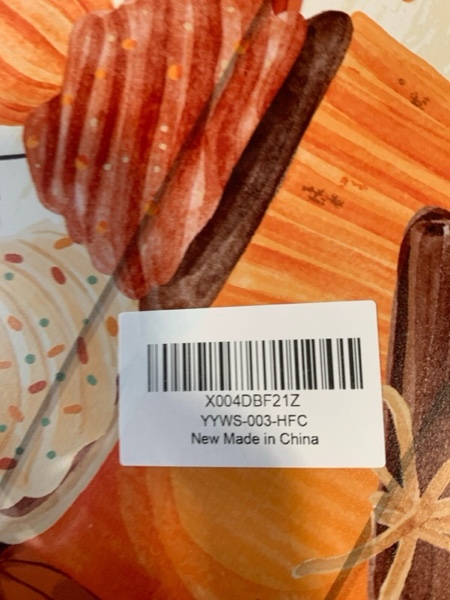 X004DBF21Z
YYWS-003-HFC
New Made in China